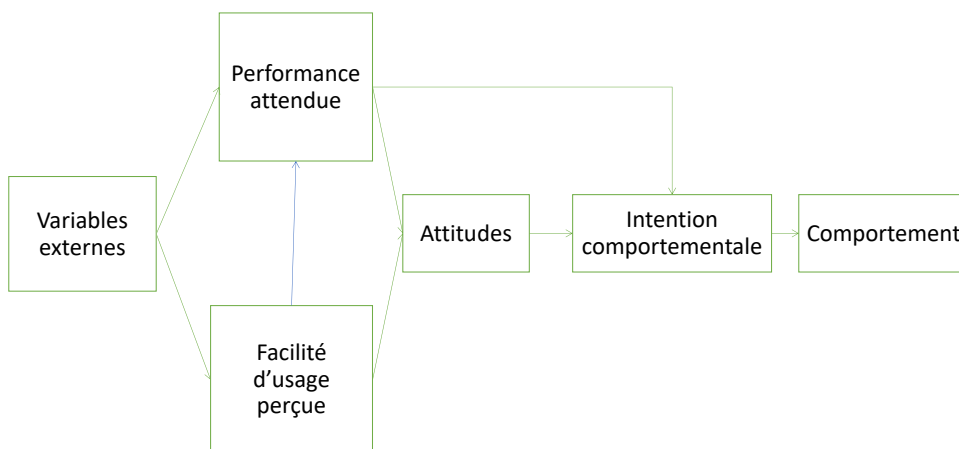 Performance
attendue
Variables
externes
Attitudes
Intention
comportementale
Comportement
Facilité
d’usage
perçue